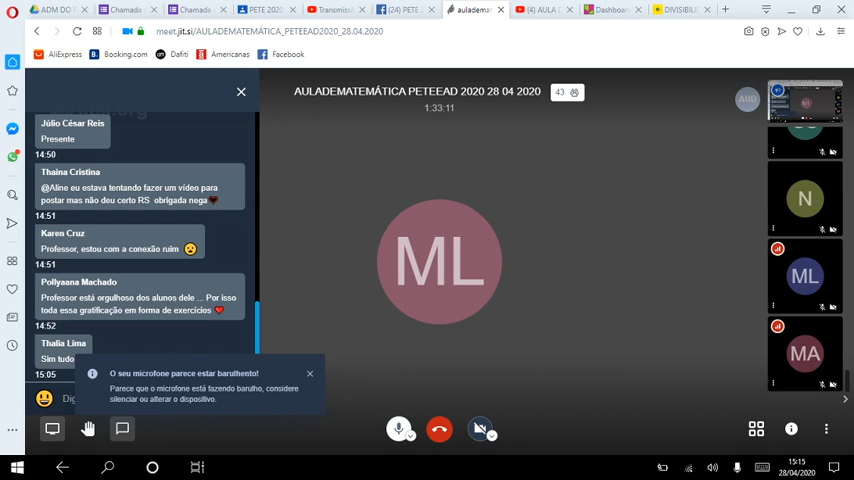 ADM DO
Chamada
Chamada
PETE 2020
Transmissã
(24) PETE
aulademat
(4) AULA D
Dashboar
DIVISIBILE
meet.jit.si/AULADEMATEMÁTICA_PETEEAD2020_28.04.2020
AliExpress
Booking.com
Dafiti
Americanas
Facebook
Júlio César Reis
Presente
14:50
Thaina Cristina
@Aline eu estava tentando fazer um vídeo para
postar mas não deu certo RS obrigada nega
14:51
Karen Cruz
Professor, estou com a conexão ruim
14:51
Pollyaana Machado
Professor está orgulhoso dos alunos dele ... Por isso
toda essa gratificação em forma de exercícios
14:52
Thalia Lima
Sim tudo
15:05
O seu microfone parece estar barulhento!
Parece que o microfone está fazendo barulho, considere
silenciar ou alterar o dispositivo.
Dig
AULADEMATEMÁTICA PETEEAD 2020 28 04 2020
43
1:33:11
ML
AUD
N
ML
MA
15:15
28/04/2020